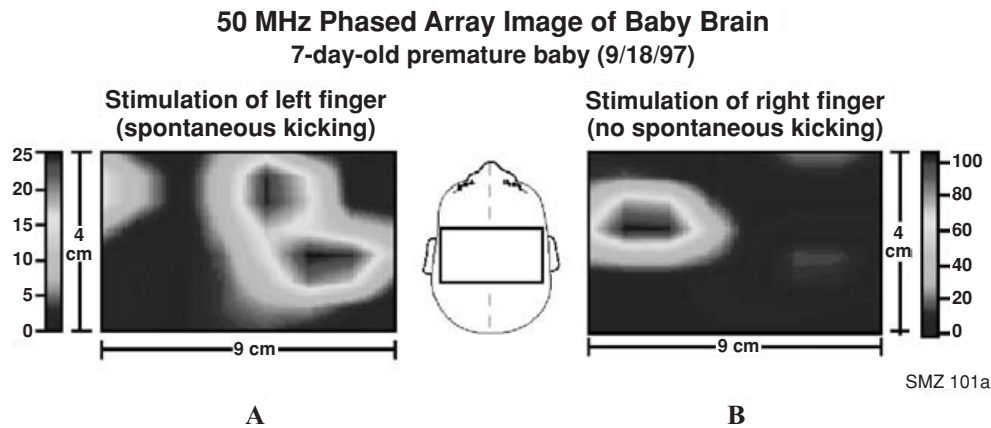 50 MHz Phased Array Image of Baby Brain
7-day-old premature baby (9/18/97)
Stimulation of left finger
(spontaneous kicking)
Stimulation of right finger
(no spontaneous kicking)
25
20
15
10
5
0
4
cm
9 cm
100
80
60
40
20
0
4
cm
9 cm
SMZ 101a
A
B